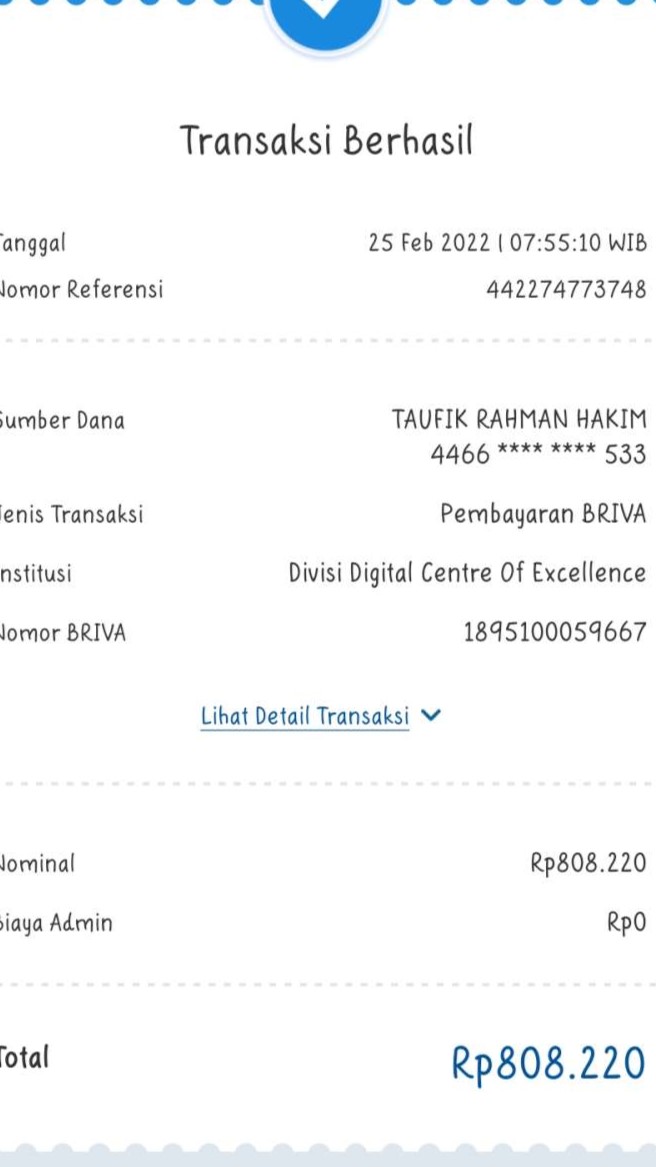 Transaksi Berhasil
Tanggal 25 Feb 2022 | 07:55:10 WIB
Nomor Referensi 442274773748
Sumber Dana TAUFIK RAHMAN HAKIM
4466 **** **** 533
Jenis Transaksi Pembayaran BRIVA
Institusi Divisi Digital Centre Of Excellence
Nomor BRIVA 1895100059667
Lihat Detail Transaksi
Nominal Rp808.220
Biaya Admin Rp0
Total Rp808.220